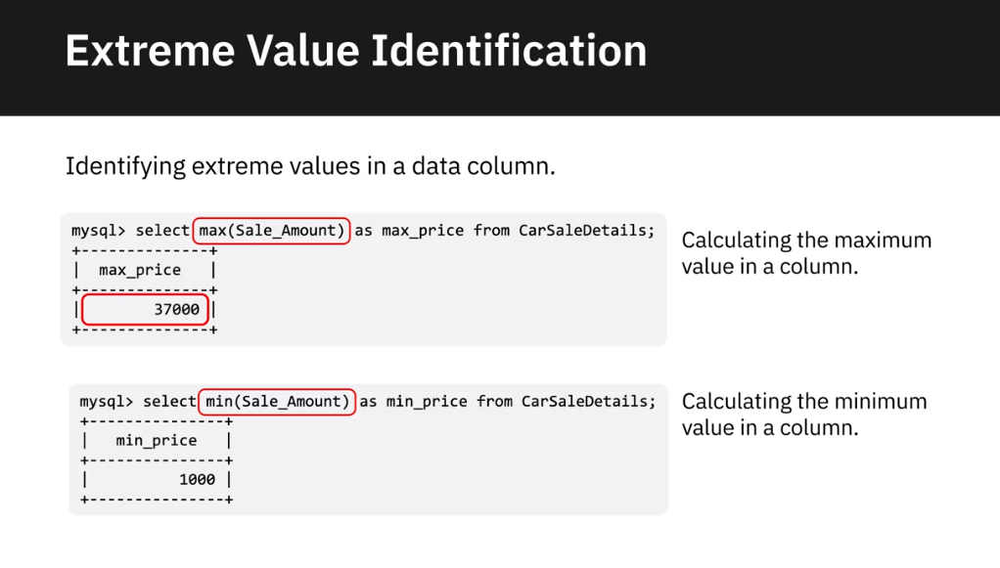 Extreme Value Identification
Identifying extreme values in a data column.
mysql> select max(Sale_Amount) as max_price from CarSaleDetails;
+--------------+
| max_price |
+--------------+
| 37000 |
+--------------+
Calculating the maximum
value in a column.
mysql> select min(Sale_Amount) as min_price from CarSaleDetails;
+---------------+
| min_price |
+---------------+
| 1000 |
+---------------+
Calculating the minimum
value in a column.